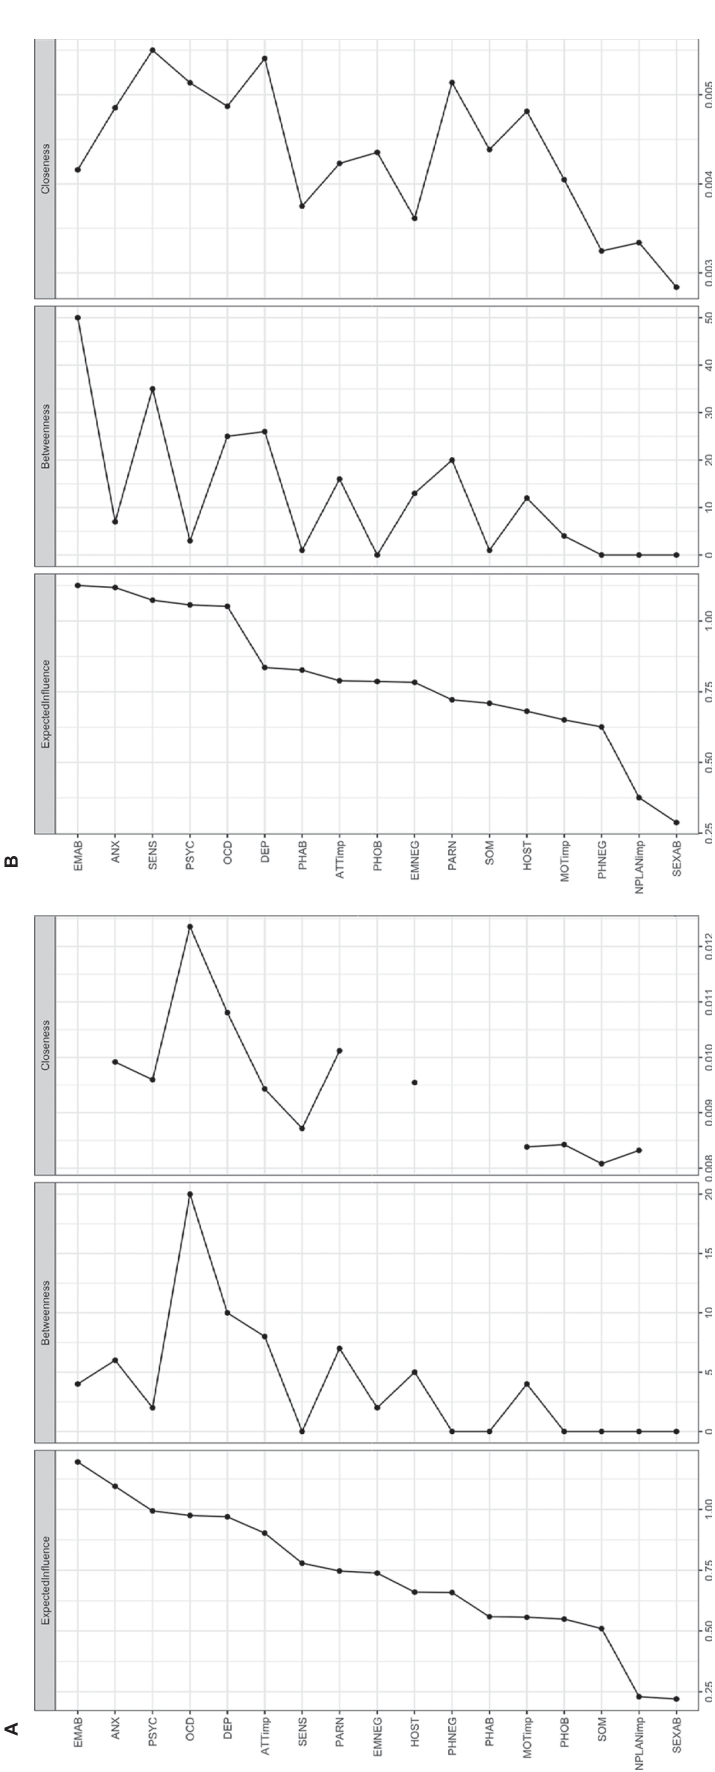 A
ExpectedInfluence
Betweenness
Closeness
EMAB
ANX
PSYC
OCD
DEP
ATTimp
SENS
PARN
EMNEG
HOST
PHNEG
PHAB
MOTimp
PHOB
SOM
NPLANimp
SEXAB
0.25 0.50 0.75 1.00
0 5 10 15 20
0.008 0.009 0.010 0.011 0.012
B
ExpectedInfluence
Betweenness
Closeness
EMAB
ANX
SENS
PSYC
OCD
DEP
PHAB
ATTimp
PHOB
EMNEG
PARN
SOM
HOST
MOTimp
PHNEG
NPLANimp
SEXAB
0.25 0.50 0.75 1.00
0 10 20 30 40 50
0.003 0.004 0.005